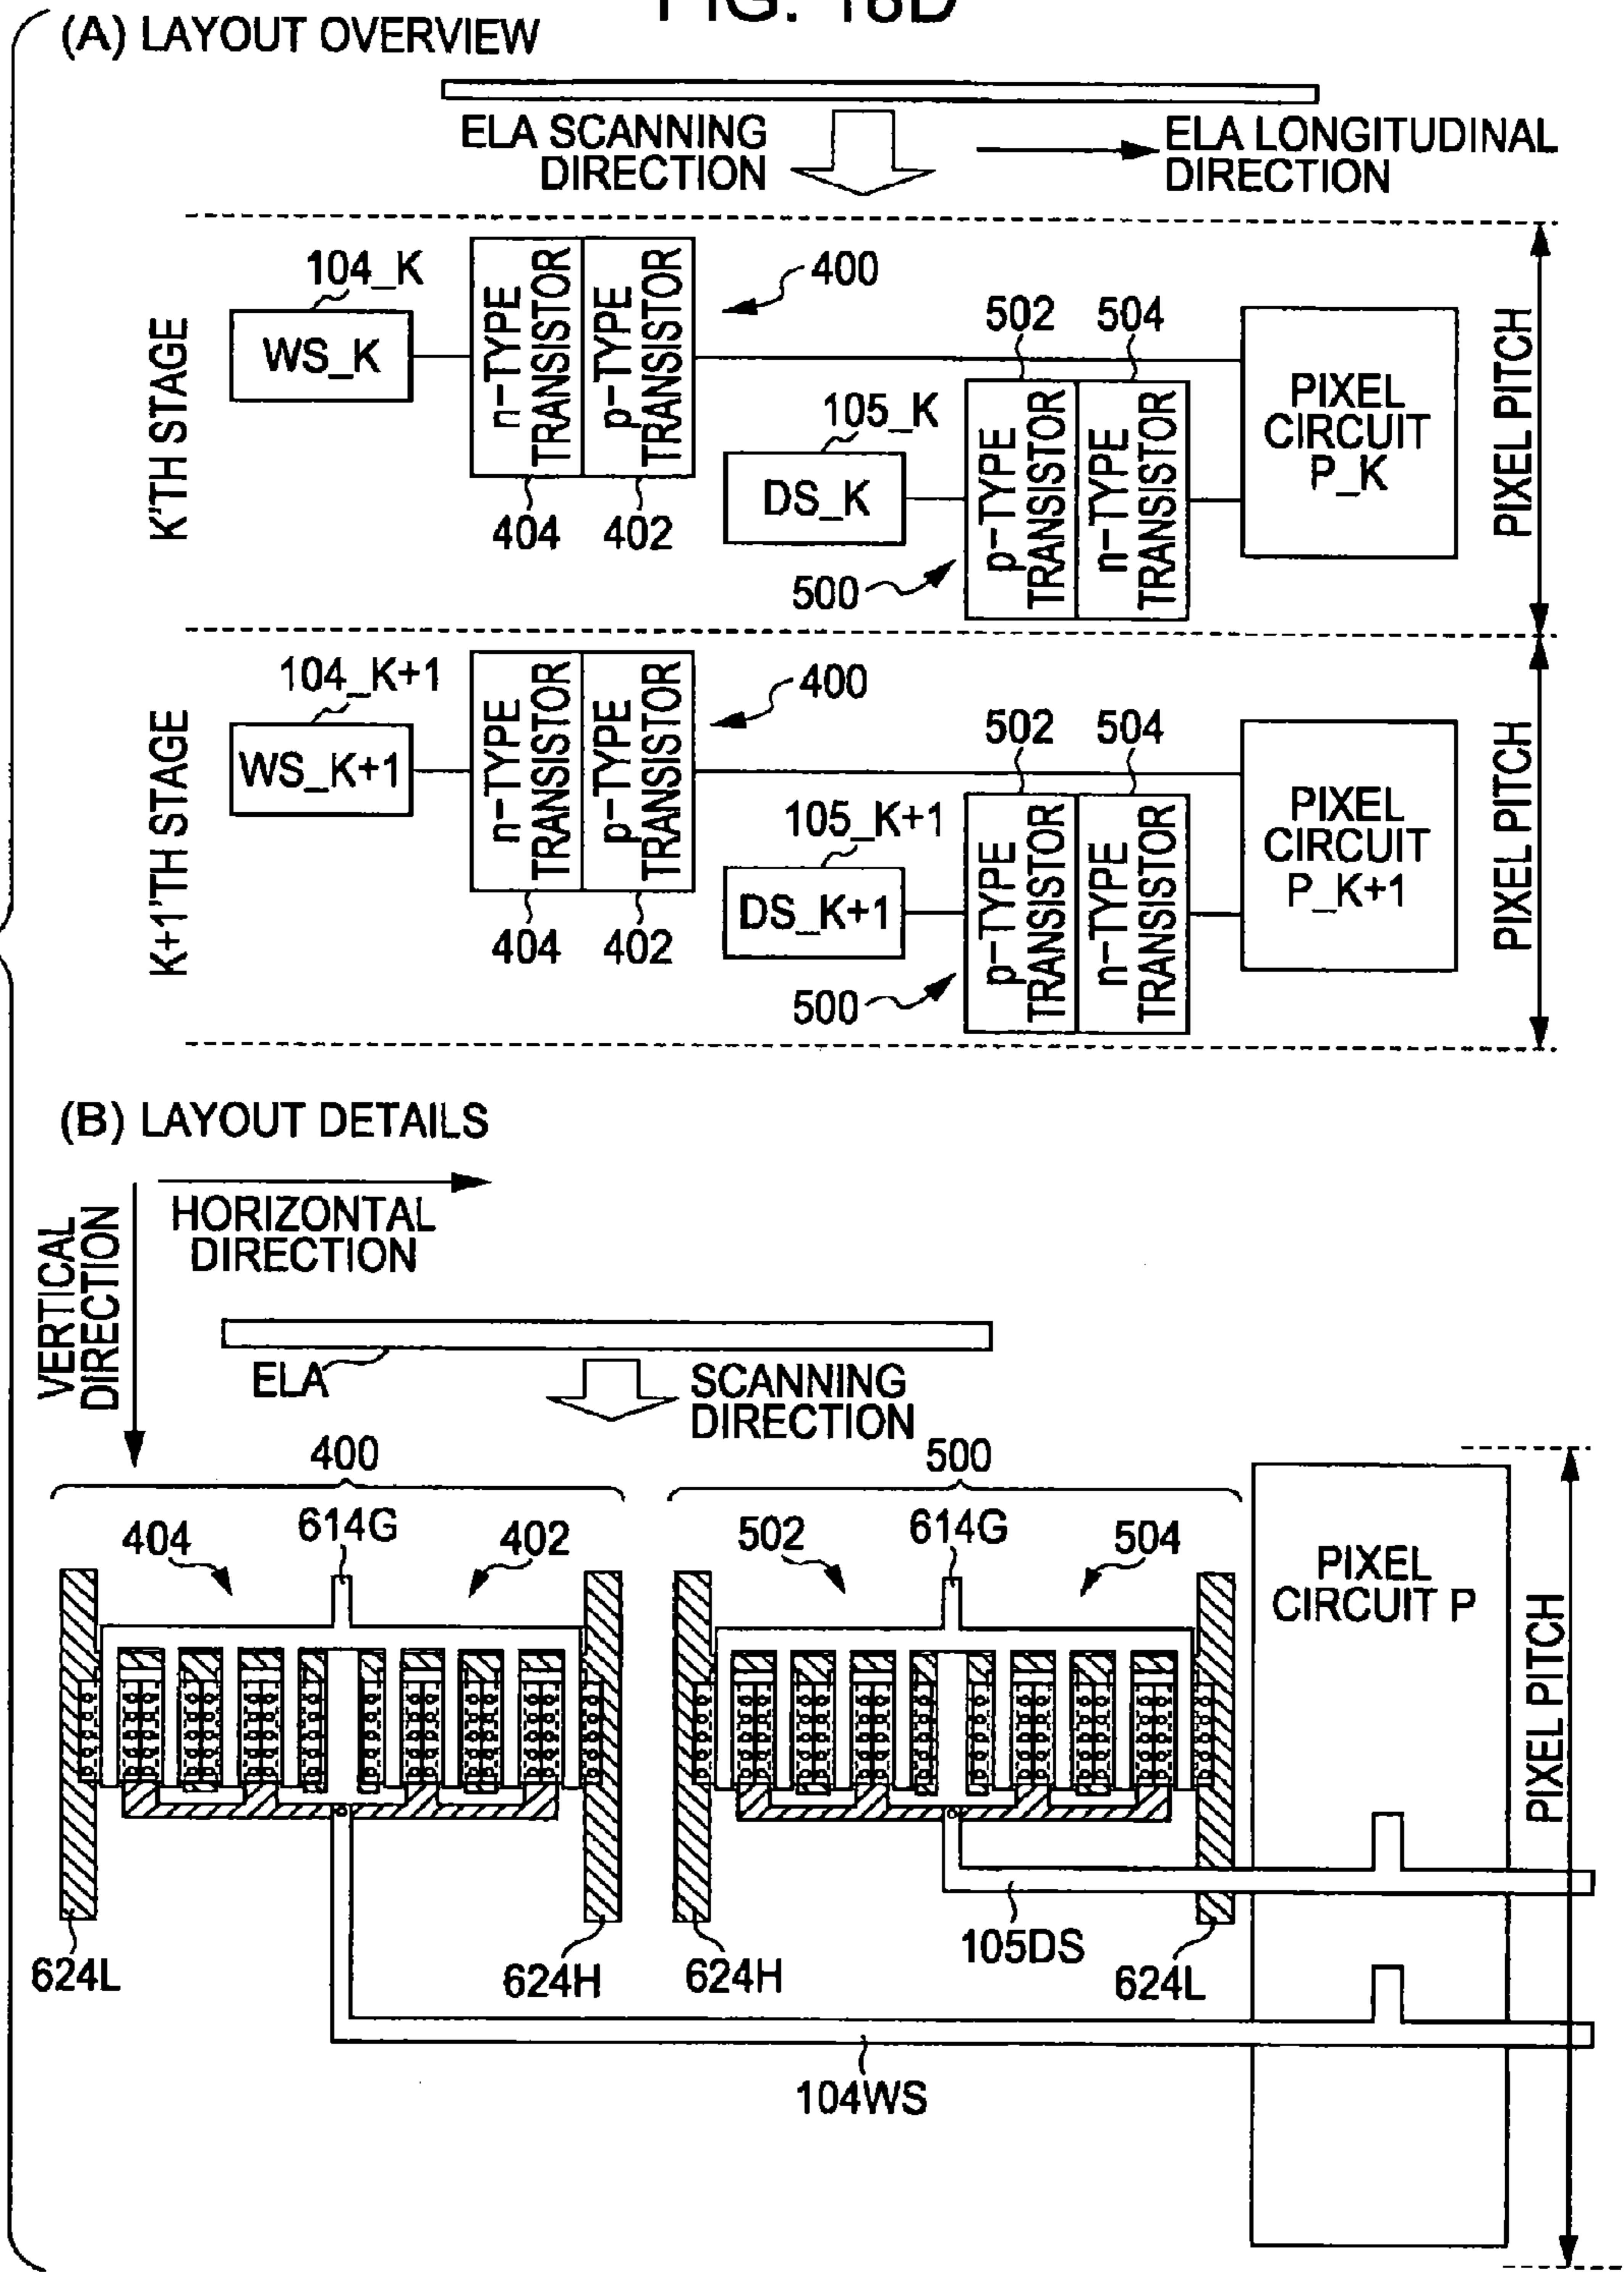 FIG. 18D
(A) LAYOUT OVERVIEW
ELA SCANNING
DIRECTION
ELA LONGITUDINAL
DIRECTION
K'TH STAGE
104_K
WS_K
n-TYPE
TRANSISTOR
p-TYPE
TRANSISTOR
400
404
402
105_K
DS_K
502
504
p-TYPE
TRANSISTOR
n-TYPE
TRANSISTOR
500
PIXEL
CIRCUIT
P_K
PIXEL PITCH
K+1'TH STAGE
104_K+1
WS_K+1
n-TYPE
TRANSISTOR
p-TYPE
TRANSISTOR
400
404
402
105_K+1
DS_K+1
502
504
p-TYPE
TRANSISTOR
n-TYPE
TRANSISTOR
500
PIXEL
CIRCUIT
P_K+1
PIXEL PITCH
(B) LAYOUT DETAILS
HORIZONTAL
DIRECTION
VERTICAL
DIRECTION
ELA
SCANNING
DIRECTION
400
500
404
614G
402
502
614G
504
PIXEL
CIRCUIT P
PIXEL PITCH
624L
624H
624H
105DS
624L
104WS